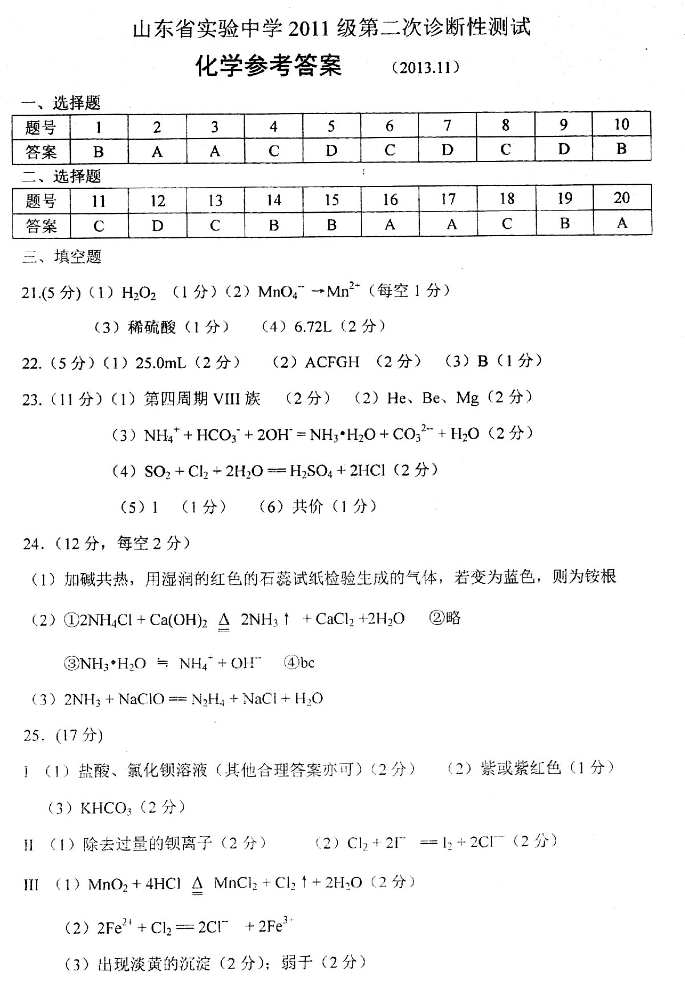 山东省实验中学 2011 级第二次诊断性测试
化学参考答案 （2013.11）
一、选择题
题号 1 2 3 4 5 6 7 8 9 10
答案 B A A C D C D C D B
二、选择题
题号 11 12 13 14 15 16 17 18 19 20
答案 C D C B B A A C B A
三、填空题
21.(5 分)（1）H₂O₂ （1 分）（2）MnO₄⁻ →Mn²⁺（每空 1 分）
（3）稀硫酸（1 分） （4）6.72L（2 分）
22.（5 分）（1）25.0mL（2 分） （2）ACFGH （2 分） （3）B（1 分）
23.（11 分）（1）第四周期 VIII 族 （2 分） （2）He、Be、Mg（2 分）
（3）NH₄⁺ + HCO₃⁻ + 2OH⁻ = NH₃•H₂O + CO₃²⁻ + H₂O（2 分）
（4）SO₂ + Cl₂ + 2H₂O == H₂SO₄ + 2HCl（2 分）
（5）1 （1 分） （6）共价（1 分）
24.（12 分，每空 2 分）
（1）加碱共热，用湿润的红色的石蕊试纸检验生成的气体，若变为蓝色，则为铵根
（2）①2NH₄Cl + Ca(OH)₂ △= 2NH₃↑ + CaCl₂ +2H₂O ②略
③NH₃•H₂O ⇌ NH₄⁺ + OH⁻ ④bc
（3）2NH₃ + NaClO == N₂H₄ + NaCl + H₂O
25. (17 分)
I （1）盐酸、氯化钡溶液（其他合理答案亦可）（2 分） （2）紫或紫红色（1 分）
（3）KHCO₃（2 分）
II （1）除去过量的钡离子（2 分） （2）Cl₂ + 2I⁻ == I₂ + 2Cl⁻（2 分）
III （1）MnO₂ + 4HCl △= MnCl₂ + Cl₂↑+ 2H₂O（2 分）
（2）2Fe²⁺ + Cl₂ == 2Cl⁻ + 2Fe³⁺
（3）出现淡黄的沉淀（2 分）；弱于（2 分）